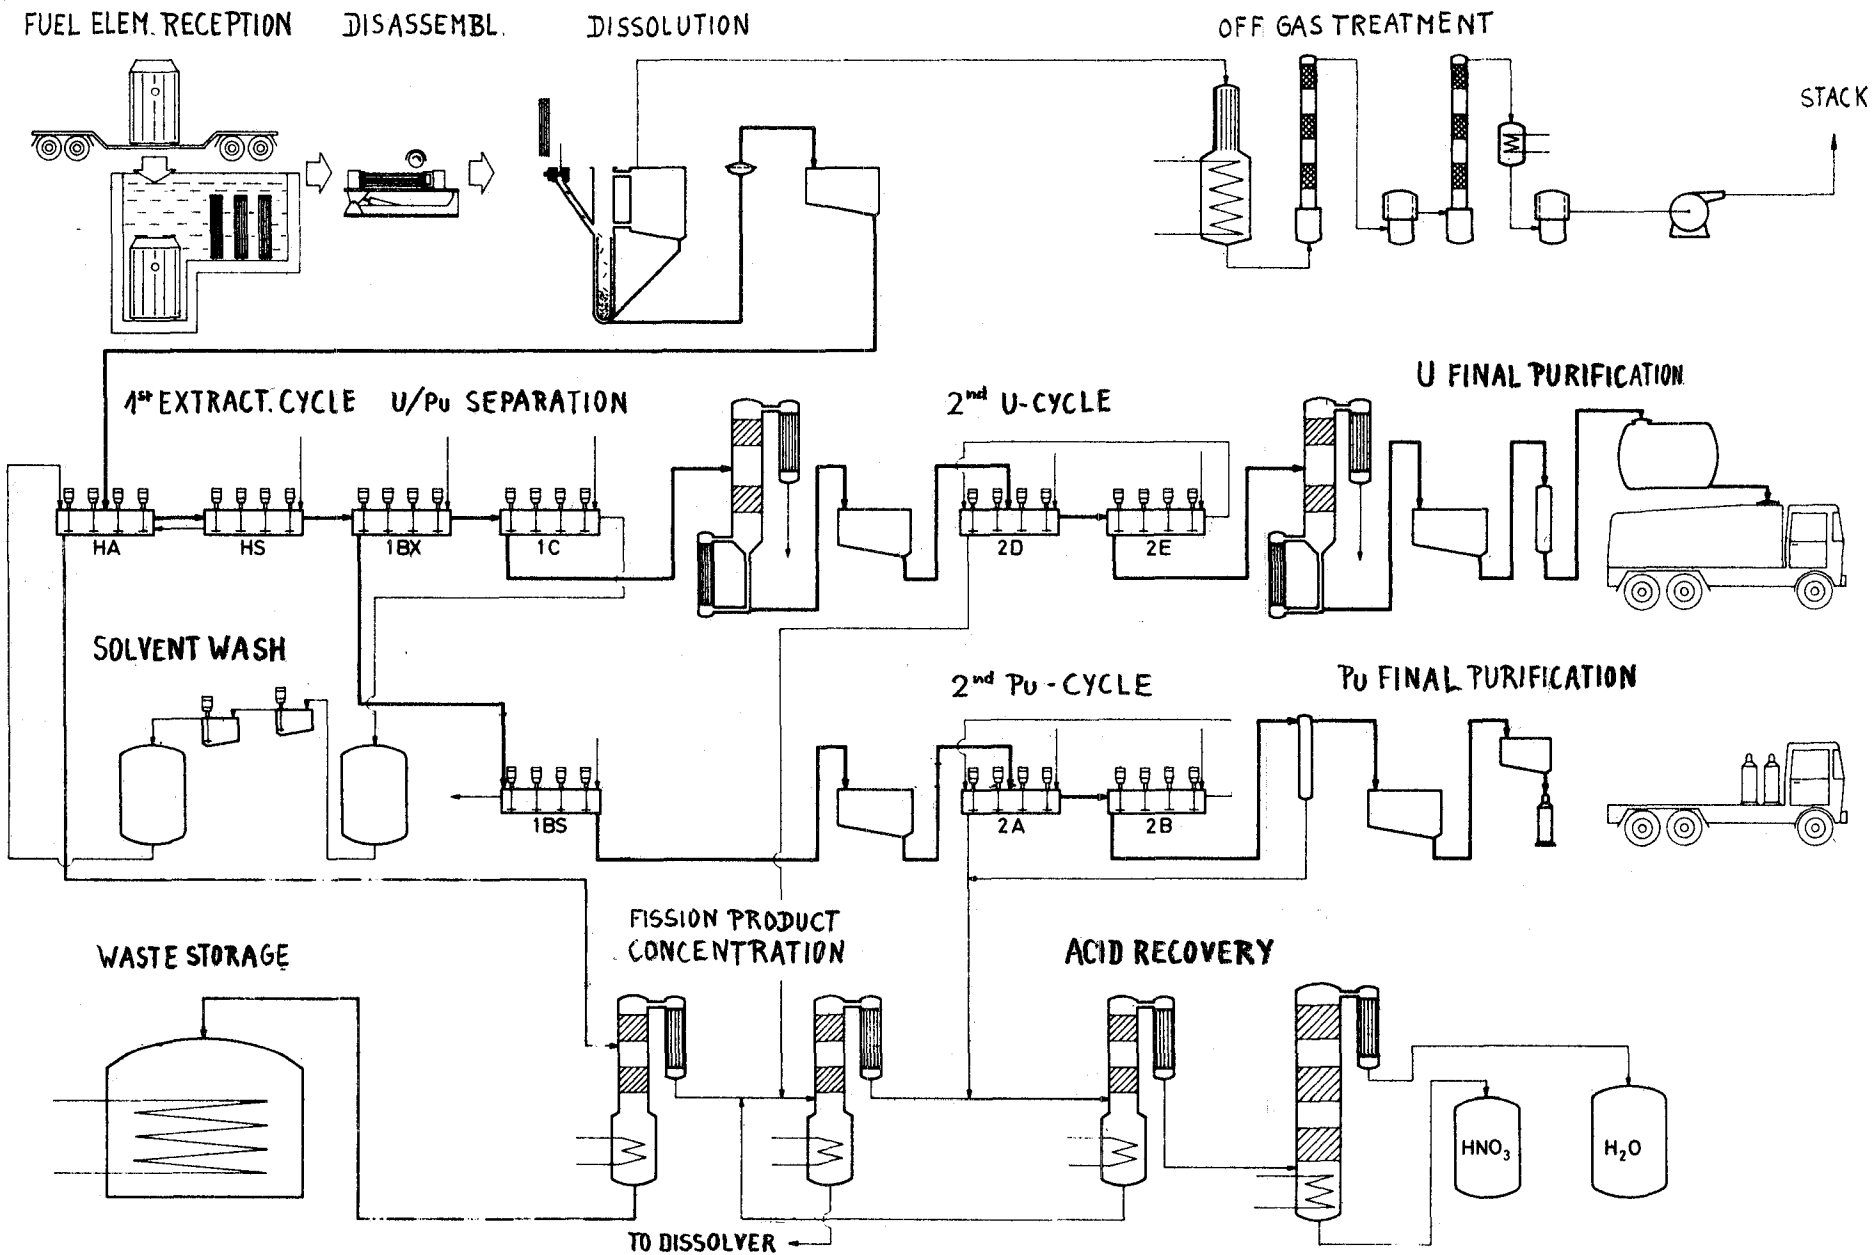 FUEL ELEM. RECEPTION
DISASSEMBL.
DISSOLUTION
OFF GAS TREATMENT
STACK
1st EXTRACT. CYCLE
U/Pu SEPARATION
2nd U-CYCLE
U FINAL PURIFICATION
HA
HS
1BX
1C
2D
2E
SOLVENT WASH
2nd Pu-CYCLE
Pu FINAL PURIFICATION
1BS
2A
2B
WASTE STORAGE
FISSION PRODUCT
CONCENTRATION
ACID RECOVERY
HNO₃
H₂O
TO DISSOLVER